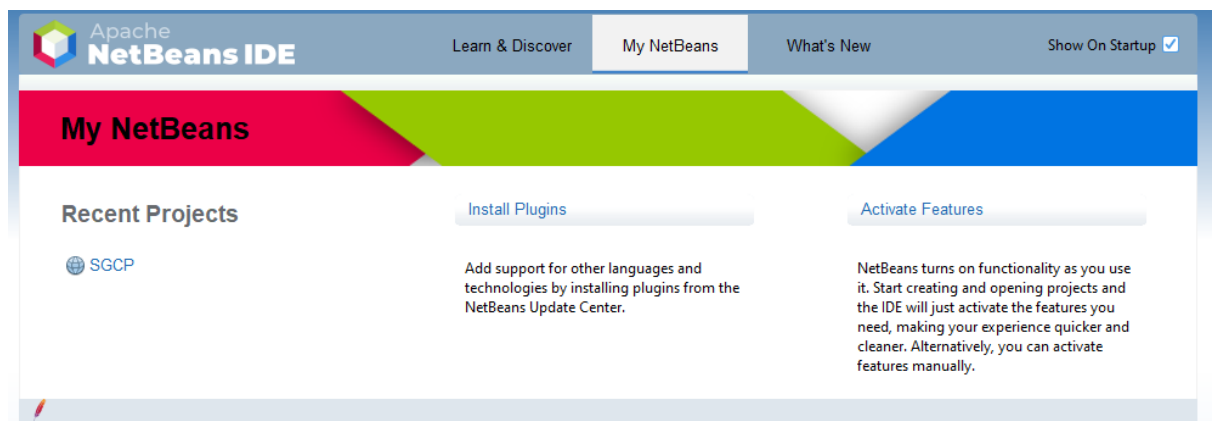 Apache
NetBeans IDE
Learn & Discover
My NetBeans
What's New
Show On Startup
My NetBeans
Recent Projects
SGCP
Install Plugins
Add support for other languages and
technologies by installing plugins from the
NetBeans Update Center.
Activate Features
NetBeans turns on functionality as you use
it. Start creating and opening projects and
the IDE will just activate the features you
need, making your experience quicker and
cleaner. Alternatively, you can activate
features manually.